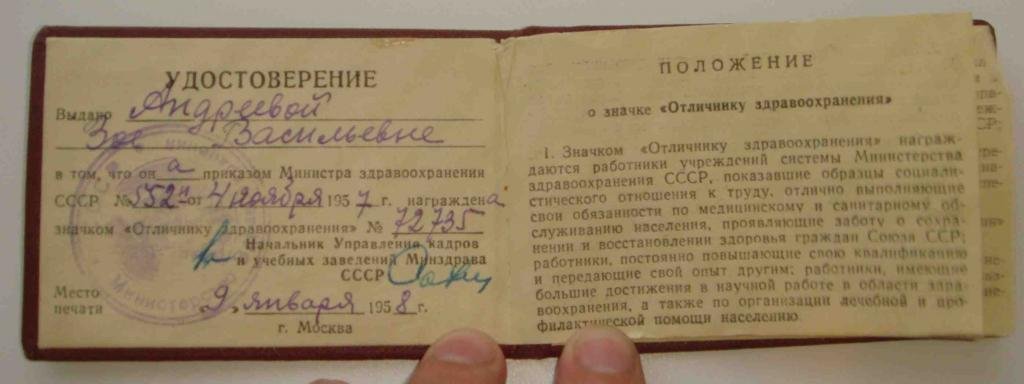 УДОСТОВЕРЕНИЕ
Выдано Андреевой
Зое Васильевне
в том, что он а приказом Министра здравоохранения
СССР № 552н от 4 ноября 1957 г. награжден а
значком «Отличнику здравоохранения» № 72735
Начальник Управления кадров
и учебных заведений Минздрава
СССР
Место
печати
9 января 1958 г.
г. Москва
ПОЛОЖЕНИЕ
о значке «Отличнику здравоохранения»
1. Значком «Отличнику здравоохранения» награж-
даются работники учреждений системы Министерства
здравоохранения СССР, показавшие образцы социали-
стического отношения к труду, отлично выполняющие
свои обязанности по медицинскому и санитарному об-
служиванию населения, проявляющие заботу о сохра-
нении и восстановлении здоровья граждан Союза ССР;
работники, постоянно повышающие свою квалификацию
и передающие свой опыт другим; работники, имеющие
большие достижения в научной работе в области здра-
воохранения, а также по организации лечебной и про-
филактической помощи населению.